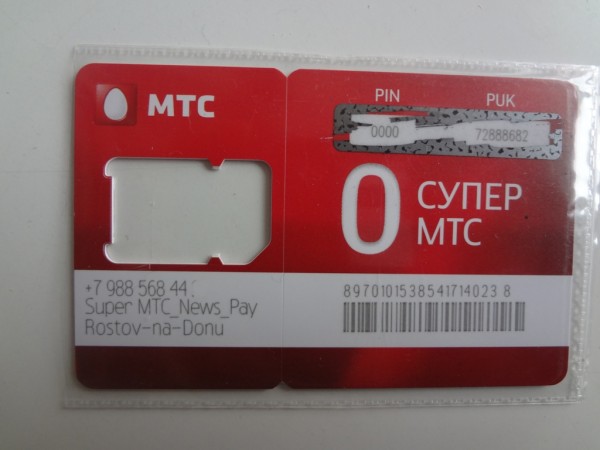 МТС
+7 988 568 44
Super MTC_News_Pay
Rostov-na-Donu
PIN PUK
0000 72888682
0 СУПЕР
МТС
8970101538541714023 8